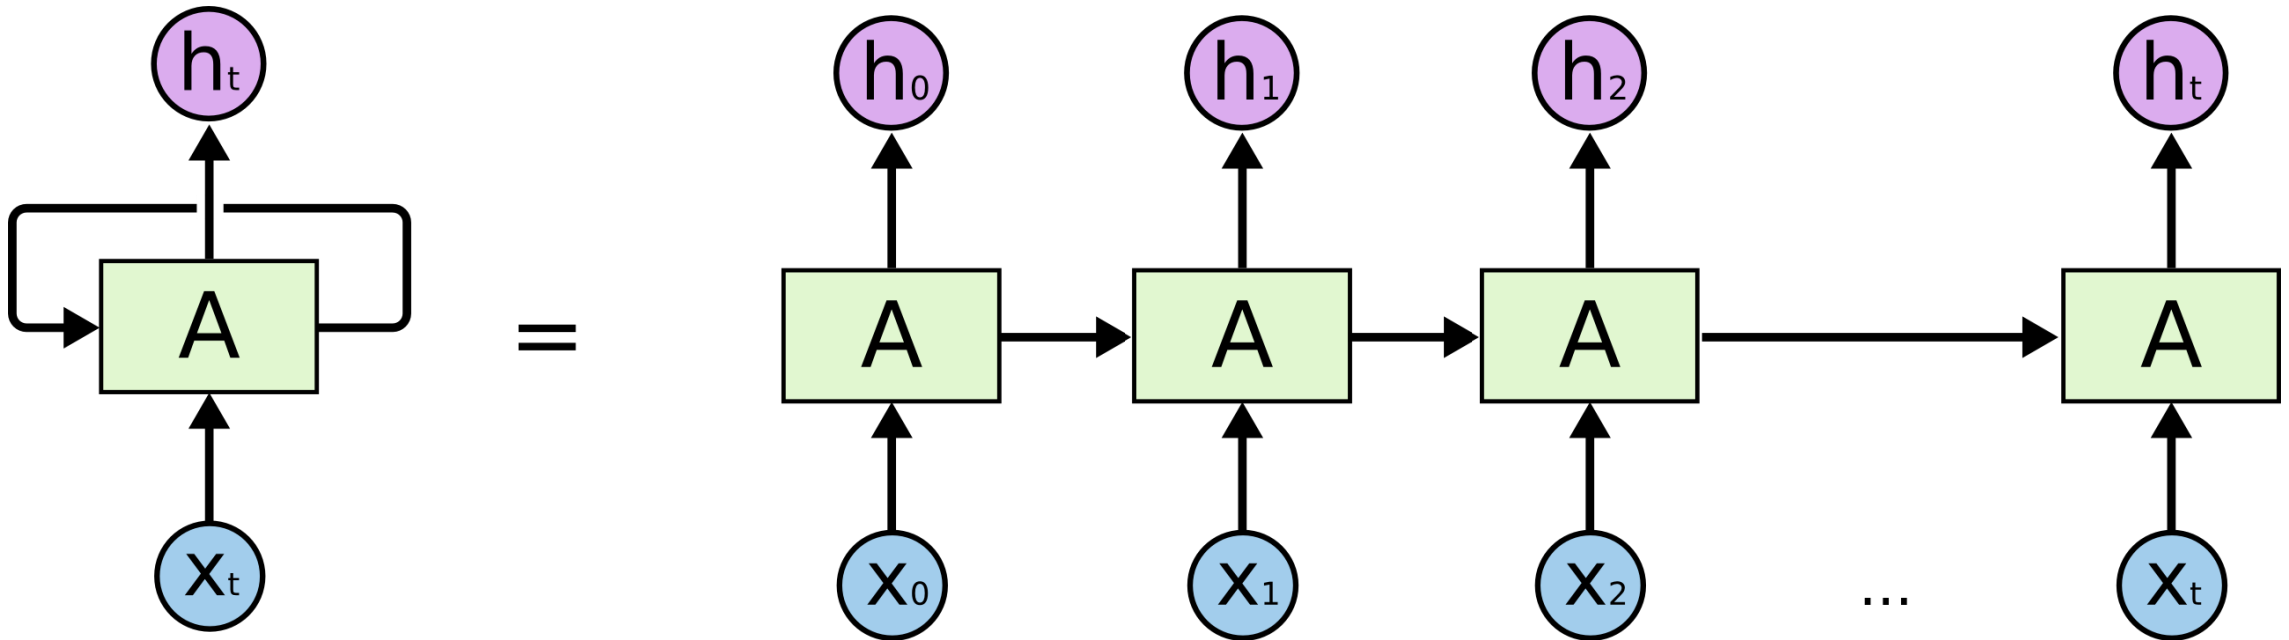 hₜ h₀ h₁ h₂ hₜ
A = A A A A
xₜ x₀ x₁ x₂ ... xₜ